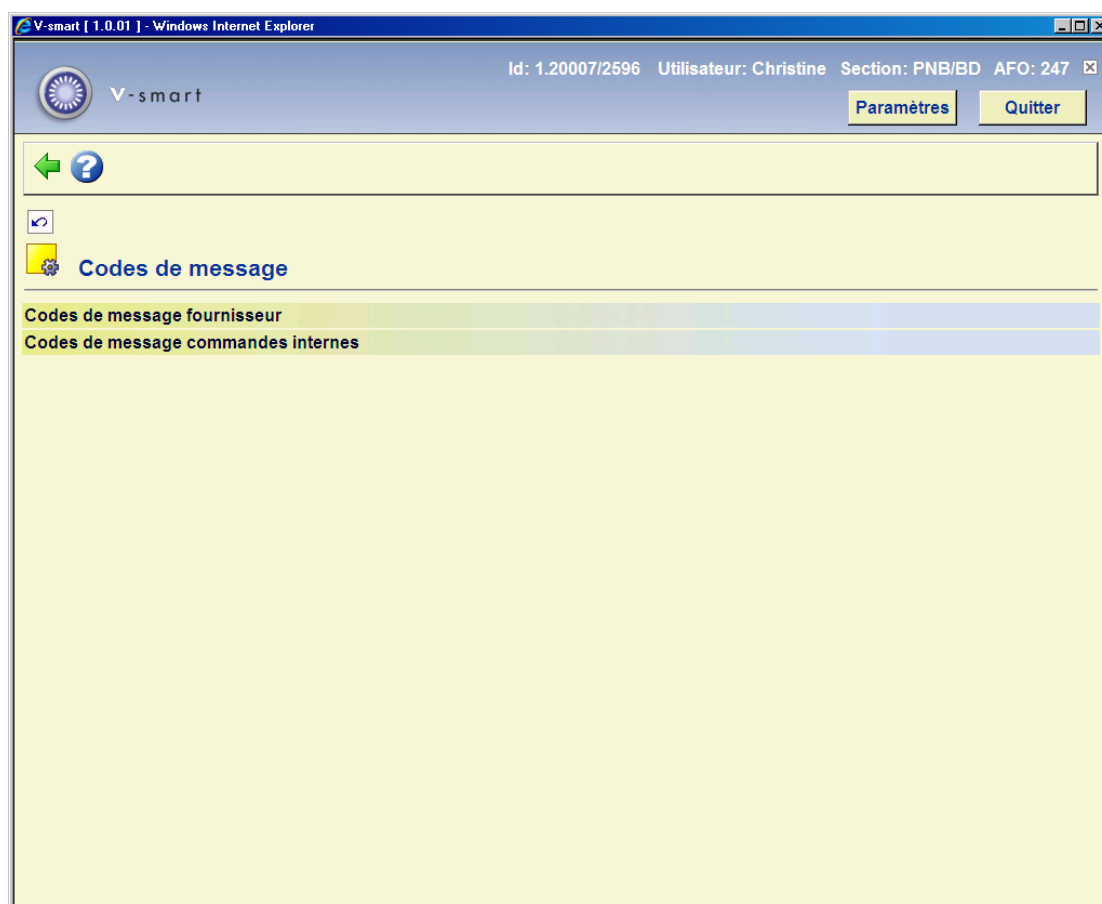 V-smart [ 1.0.01 ] - Windows Internet Explorer
Id: 1.20007/2596 Utilisateur: Christine Section: PNB/BD AFO: 247
V-smart
Paramètres Quitter
Codes de message
Codes de message fournisseur
Codes de message commandes internes